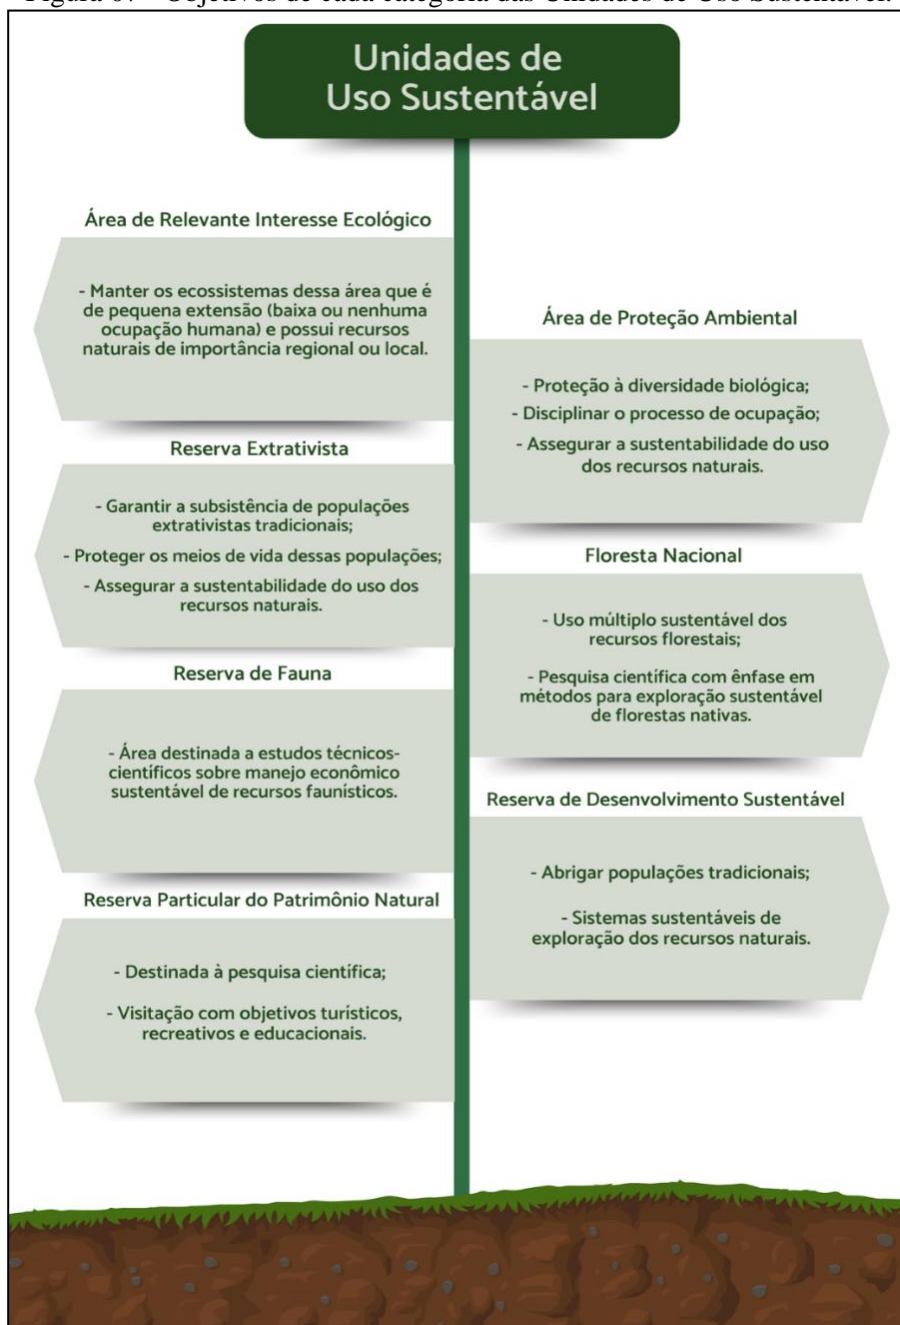 Figura 07 – Objetivos de cada categoria das Unidades de Uso Sustentável.
Unidades de
Uso Sustentável
Área de Relevante Interesse Ecológico
- Manter os ecossistemas dessa área que é
de pequena extensão (baixa ou nenhuma
ocupação humana) e possui recursos
naturais de importância regional ou local.
Área de Proteção Ambiental
- Proteção à diversidade biológica;
- Disciplinar o processo de ocupação;
- Assegurar a sustentabilidade do uso
dos recursos naturais.
Reserva Extrativista
- Garantir a subsistência de populações
extrativistas tradicionais;
- Proteger os meios de vida dessas populações;
- Assegurar a sustentabilidade do uso dos
recursos naturais.
Floresta Nacional
- Uso múltiplo sustentável dos
recursos florestais;
- Pesquisa científica com ênfase em
métodos para exploração sustentável
de florestas nativas.
Reserva de Fauna
- Área destinada a estudos técnicos-
científicos sobre manejo econômico
sustentável de recursos faunísticos.
Reserva de Desenvolvimento Sustentável
- Abrigar populações tradicionais;
- Sistemas sustentáveis de
exploração dos recursos naturais.
Reserva Particular do Patrimônio Natural
- Destinada à pesquisa científica;
- Visitação com objetivos turísticos,
recreativos e educacionais.